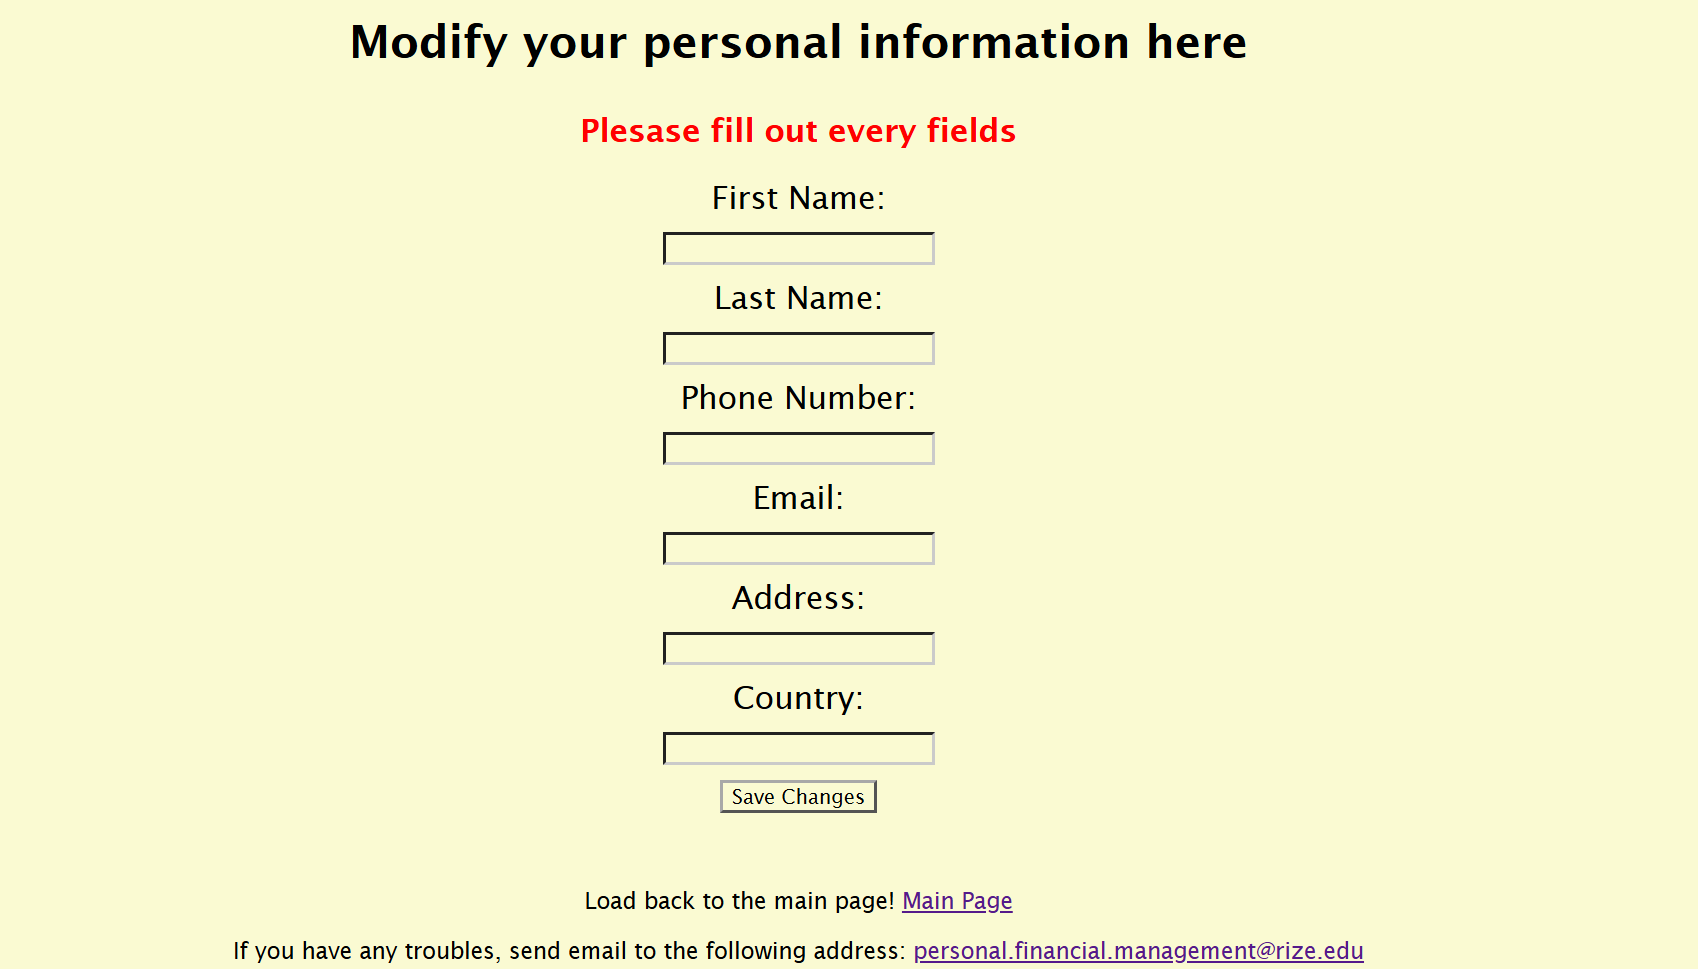 Modify your personal information here
Plesase fill out every fields
First Name:
Last Name:
Phone Number:
Email:
Address:
Country:
Save Changes
Load back to the main page! Main Page
If you have any troubles, send email to the following address: personal.financial.management@rize.edu